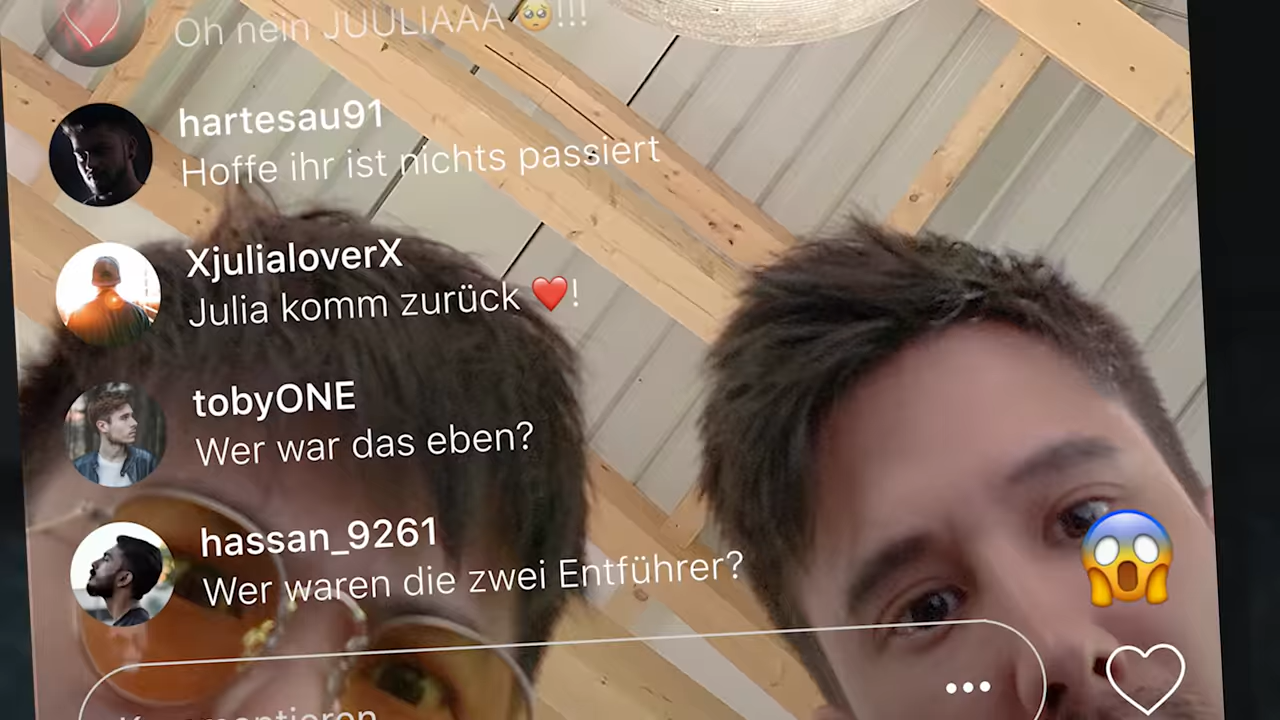 Oh nein JUULIAAA 🥺!!!
hartesau91
Hoffe ihr ist nichts passiert
XjulialoverX
Julia komm zurück ❤️!
tobyONE
Wer war das eben?
hassan_9261
Wer waren die zwei Entführer?
Kommentieren